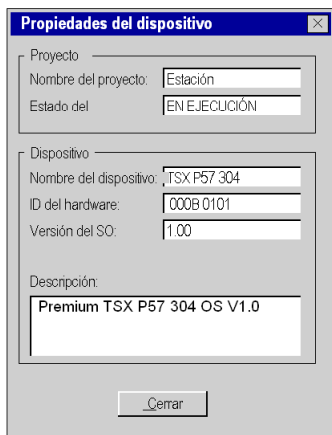 Propiedades del dispositivo
Proyecto
Nombre del proyecto: Estación
Estado del EN EJECUCIÓN
Dispositivo
Nombre del dispositivo: TSX P57 304
ID del hardware: 000B 0101
Versión del SO: 1.00
Descripción:
Premium TSX P57 304 OS V1.0
Cerrar